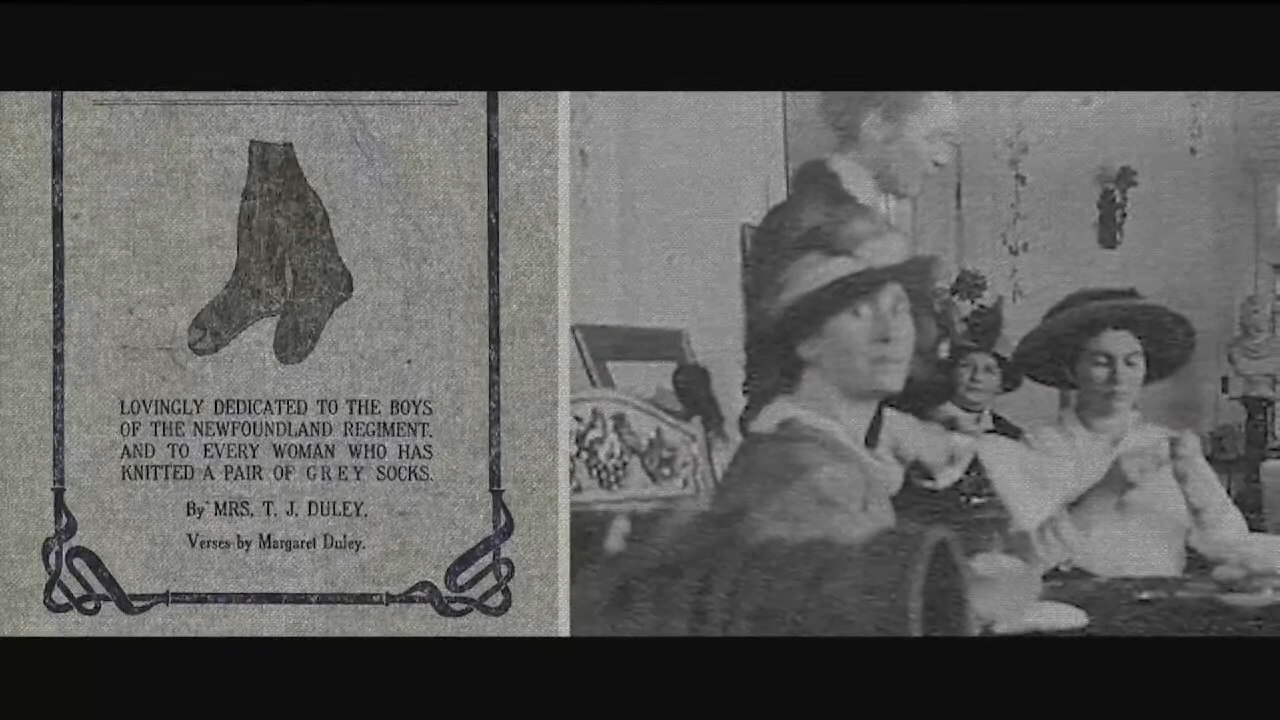 LOVINGLY DEDICATED TO THE BOYS
OF THE NEWFOUNDLAND REGIMENT,
AND TO EVERY WOMAN WHO HAS
KNITTED A PAIR OF GREY SOCKS.
By MRS. T. J. DULEY.
Verses by Margaret Duley.